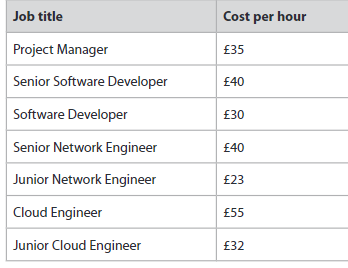 Job title Cost per hour
Project Manager £35
Senior Software Developer £40
Software Developer £30
Senior Network Engineer £40
Junior Network Engineer £23
Cloud Engineer £55
Junior Cloud Engineer £32